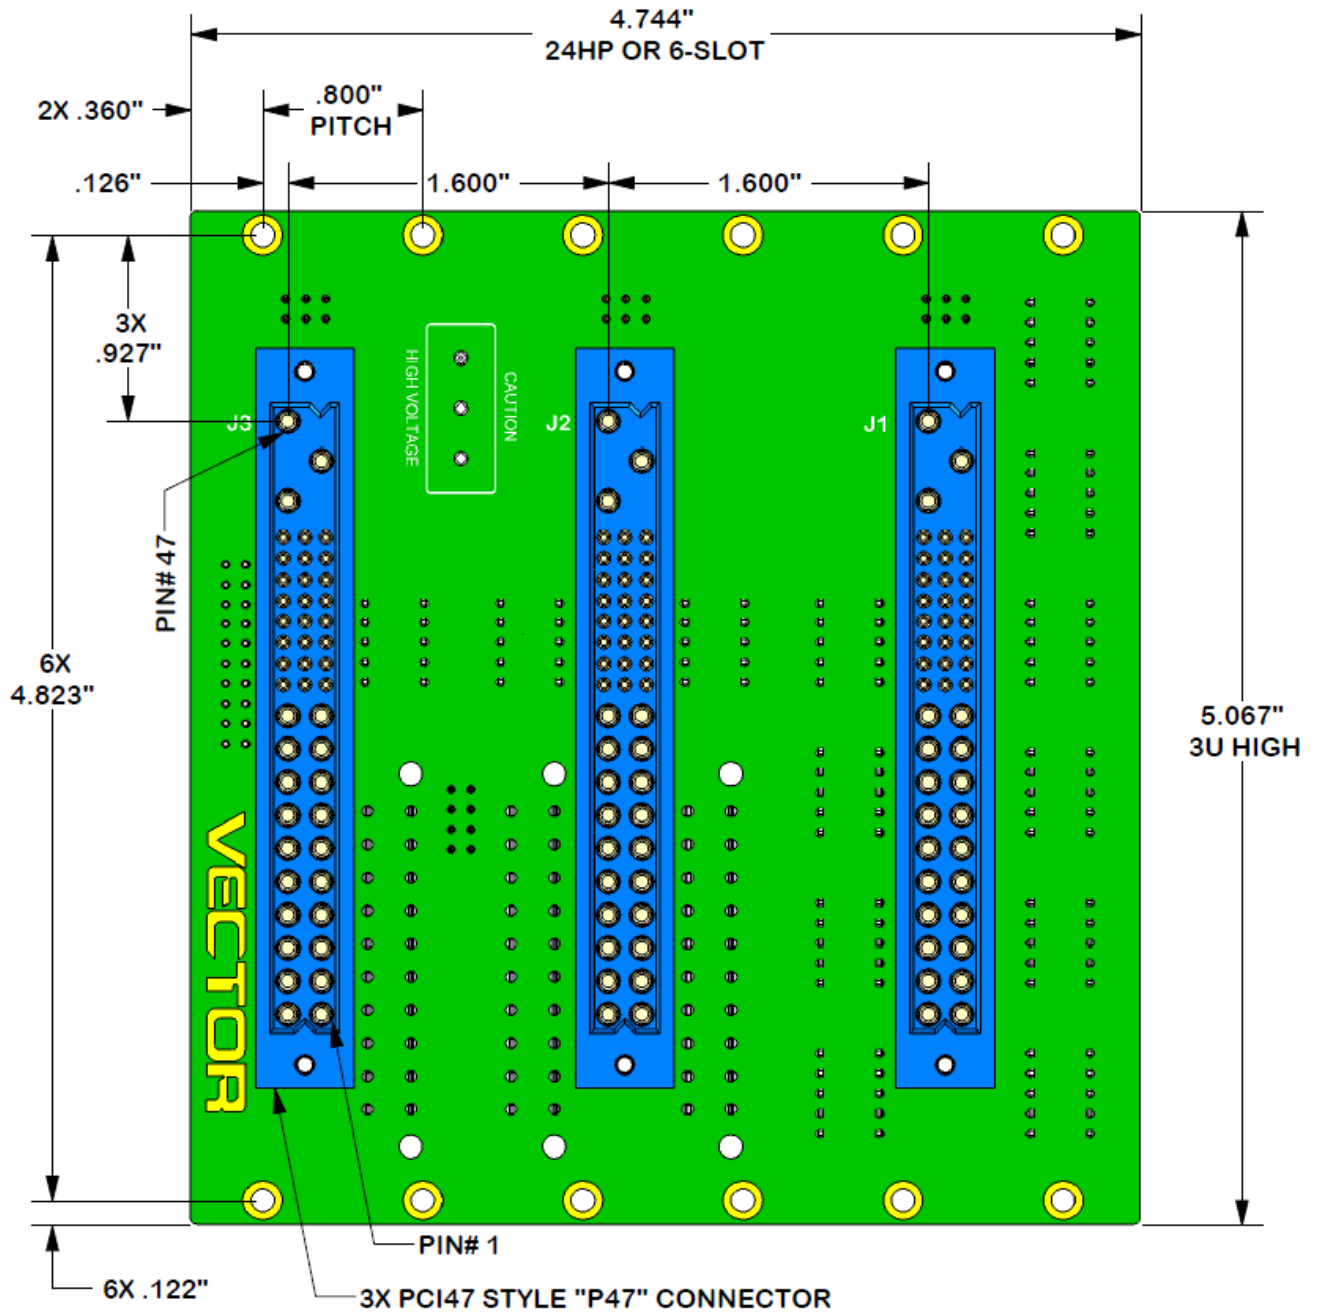 4.744"
24HP OR 6-SLOT
2X .360"
.800"
PITCH
.126"
1.600"
1.600"
3X
.927"
J3
HIGH VOLTAGE
CAUTION
J2
J1
PIN# 47
6X
4.823"
5.067"
3U HIGH
VECTOR
PIN# 1
6X .122"
3X PCI47 STYLE "P47" CONNECTOR